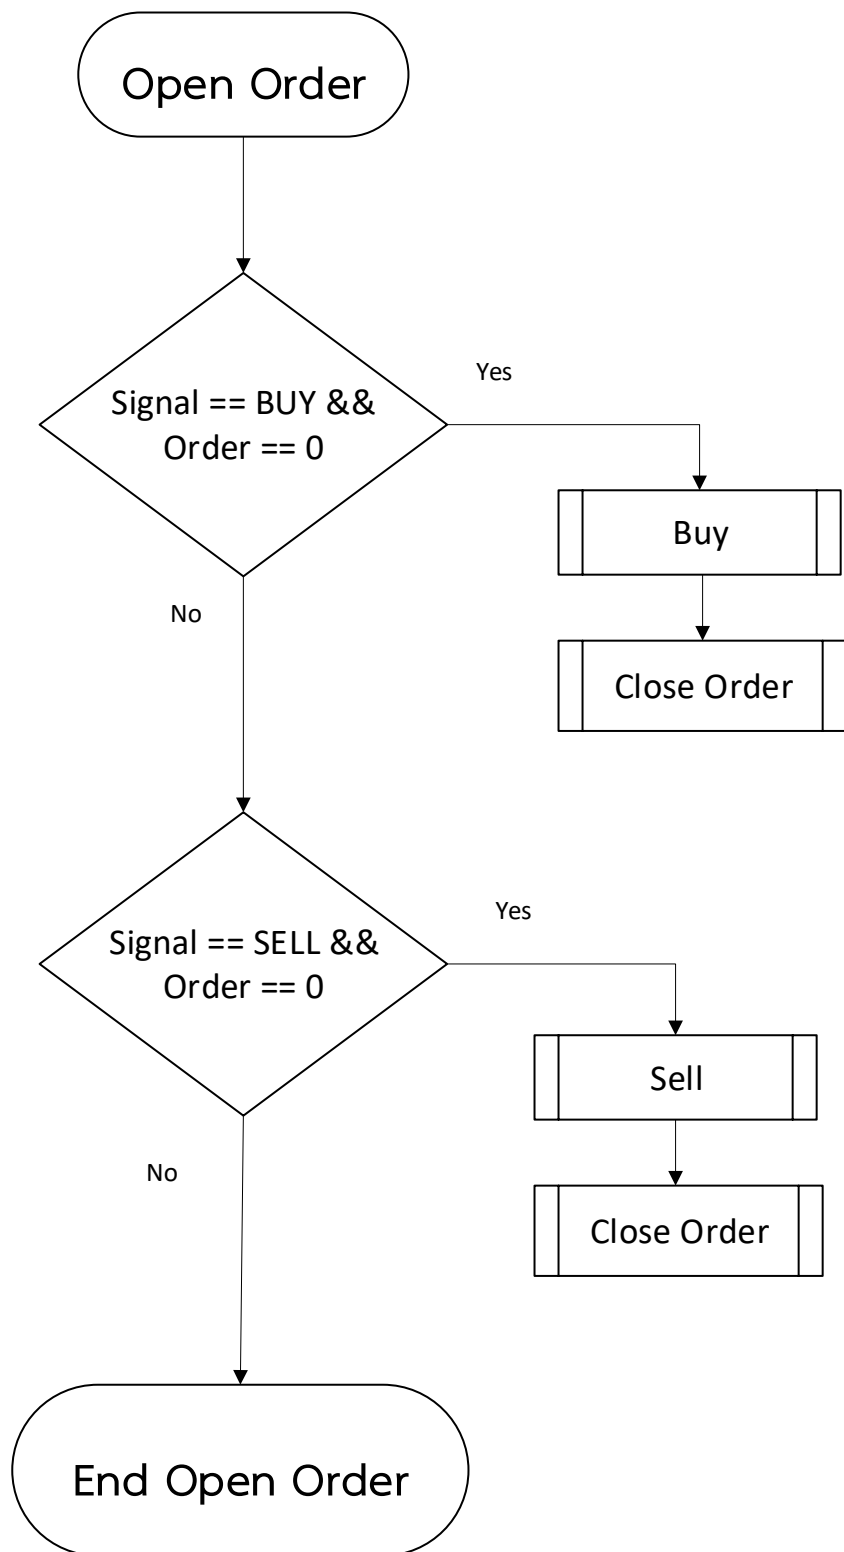 Open Order
Signal == BUY &&
Order == 0
Yes
Buy
Close Order
No
Signal == SELL &&
Order == 0
Yes
Sell
Close Order
No
End Open Order